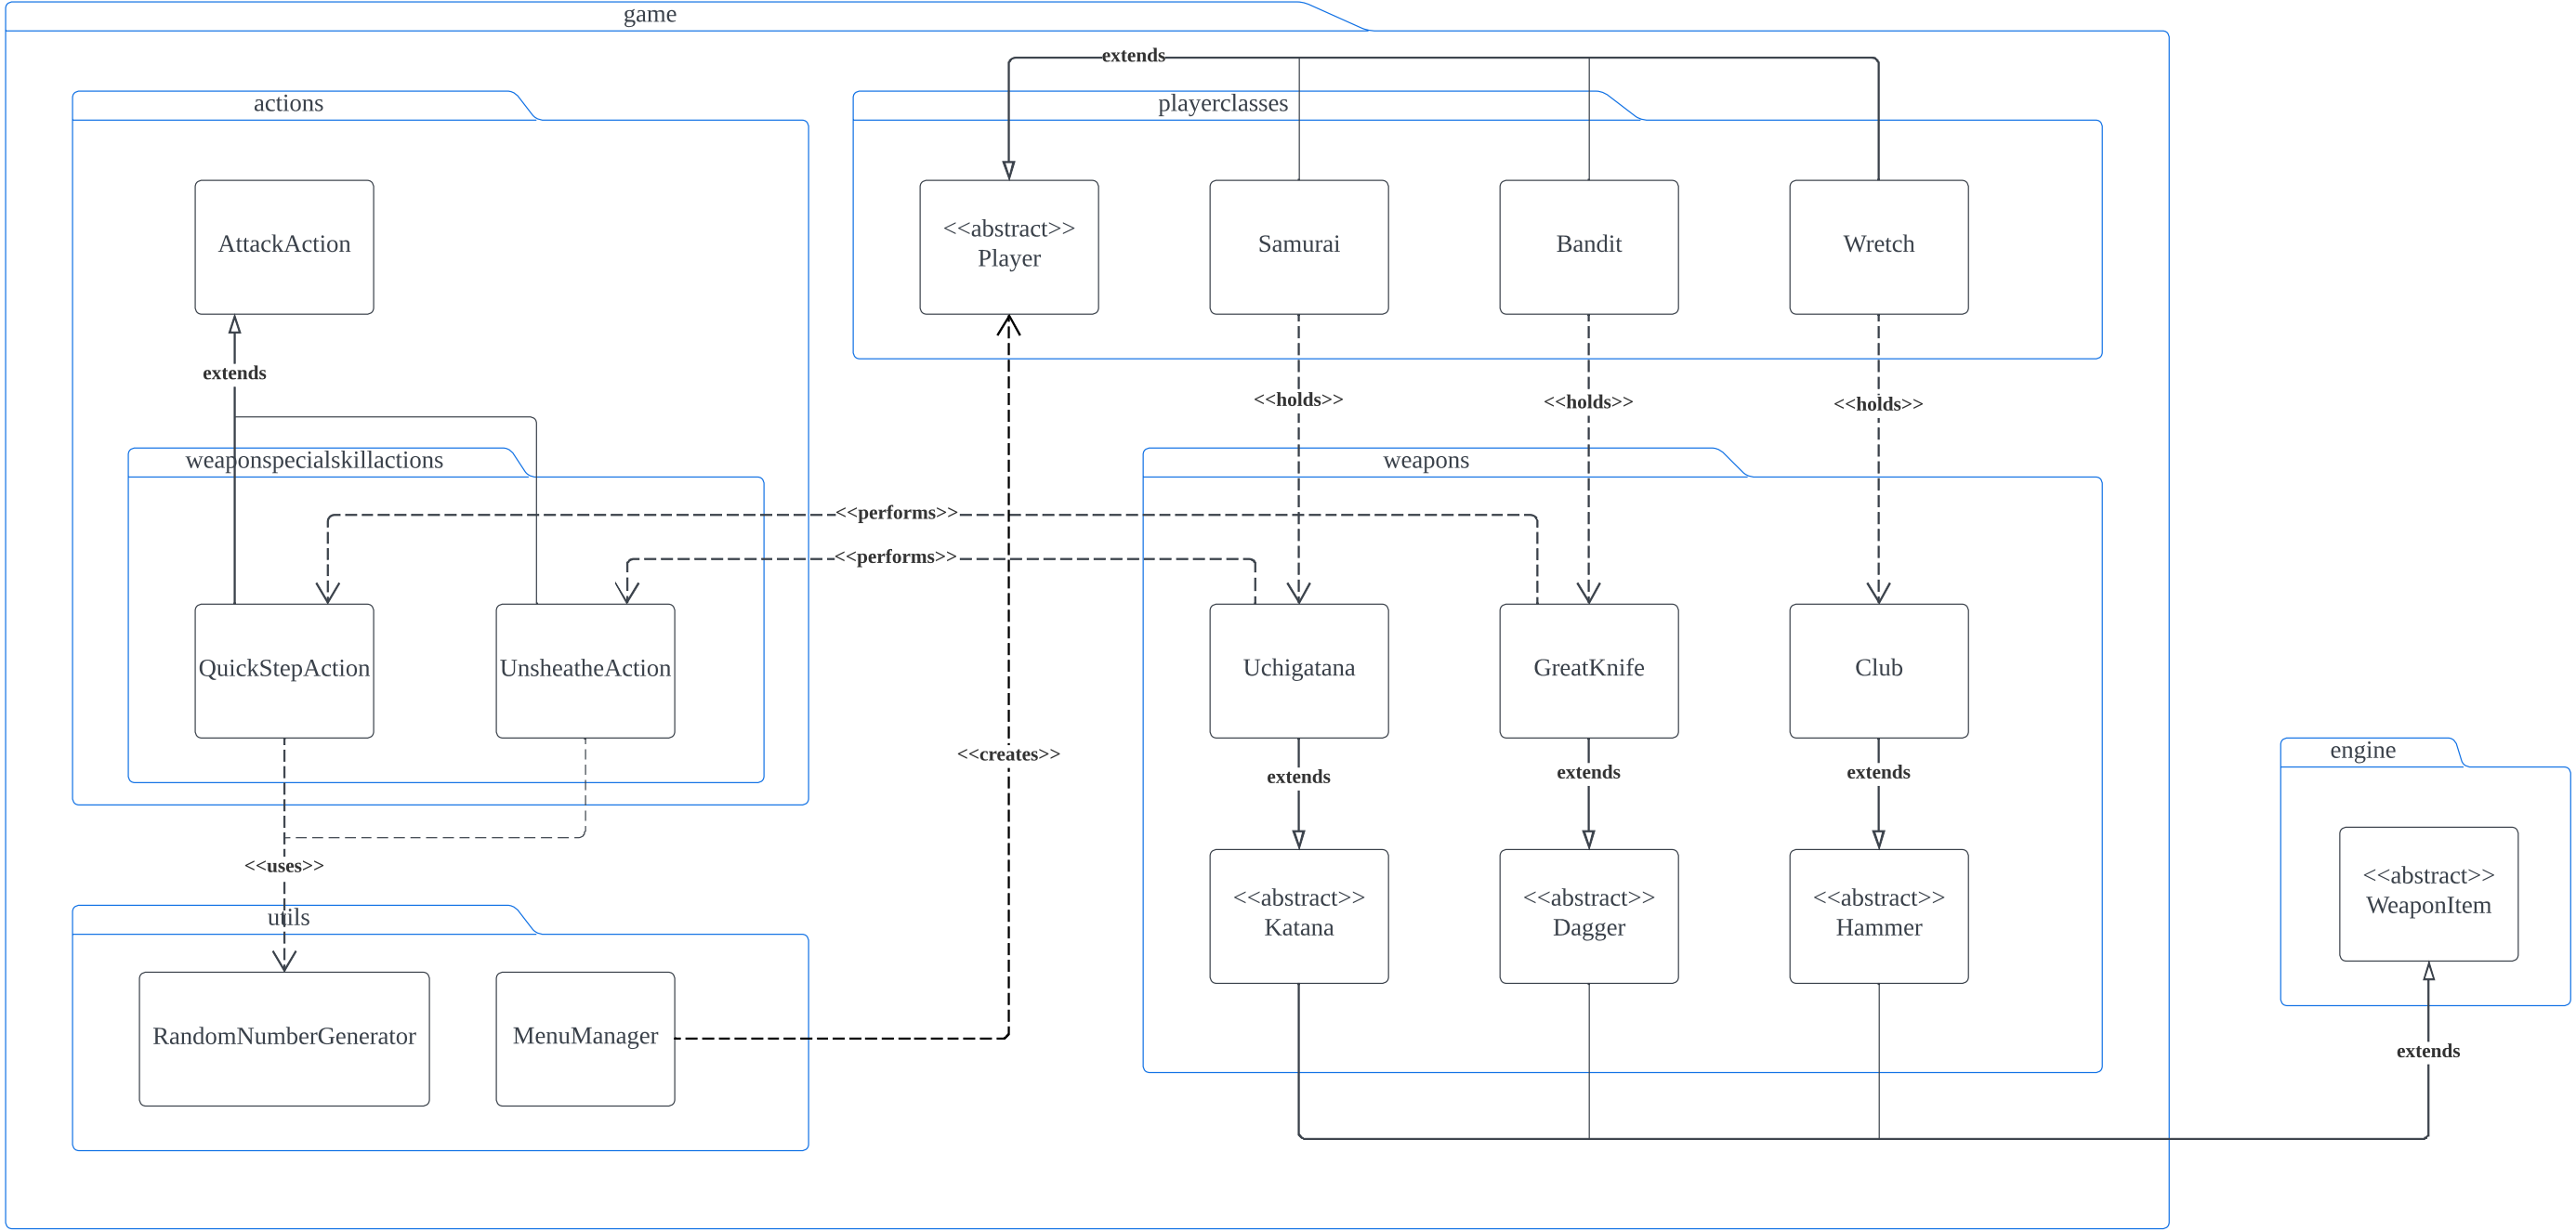 game
extends
actions
playerclasses
AttackAction
<<abstract>>
Player
Samurai
Bandit
Wretch
extends
<<holds>>
<<holds>>
<<holds>>
weaponspecialskillactions
weapons
<<performs>>
<<performs>>
QuickStepAction
UnsheatheAction
Uchigatana
GreatKnife
Club
<<creates>>
extends
extends
extends
engine
<<uses>>
<<abstract>>
Katana
<<abstract>>
Dagger
<<abstract>>
Hammer
<<abstract>>
WeaponItem
utils
RandomNumberGenerator
MenuManager
extends